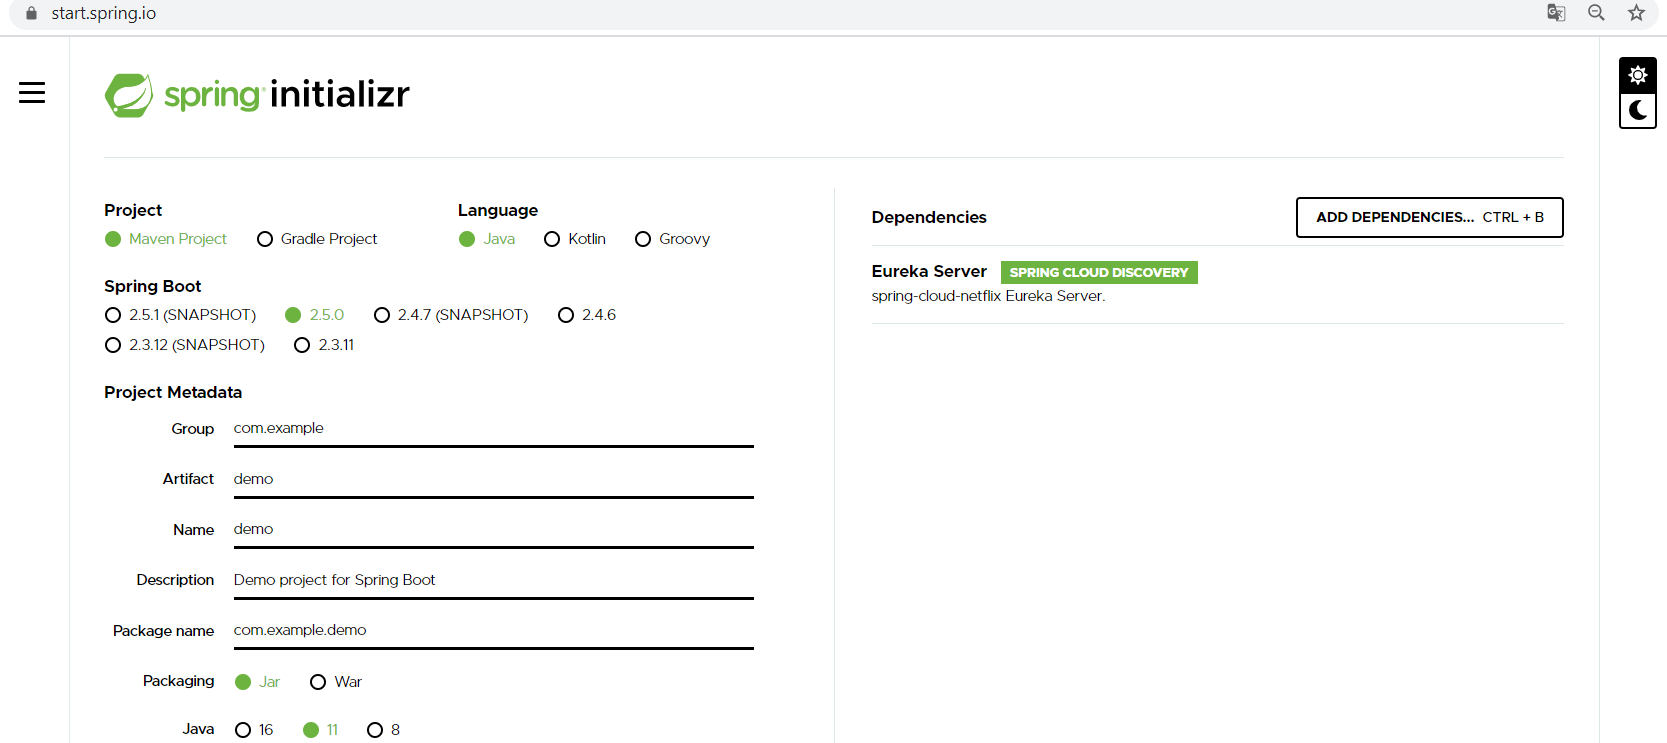 start.spring.io
spring initializr
Project
Maven Project Gradle Project
Language
Java Kotlin Groovy
Spring Boot
2.5.1 (SNAPSHOT) 2.5.0 2.4.7 (SNAPSHOT) 2.4.6
2.3.12 (SNAPSHOT) 2.3.11
Project Metadata
Group com.example
Artifact demo
Name demo
Description Demo project for Spring Boot
Package name com.example.demo
Packaging Jar War
Java 16 11 8
Dependencies ADD DEPENDENCIES... CTRL + B
Eureka Server SPRING CLOUD DISCOVERY
spring-cloud-netflix Eureka Server.